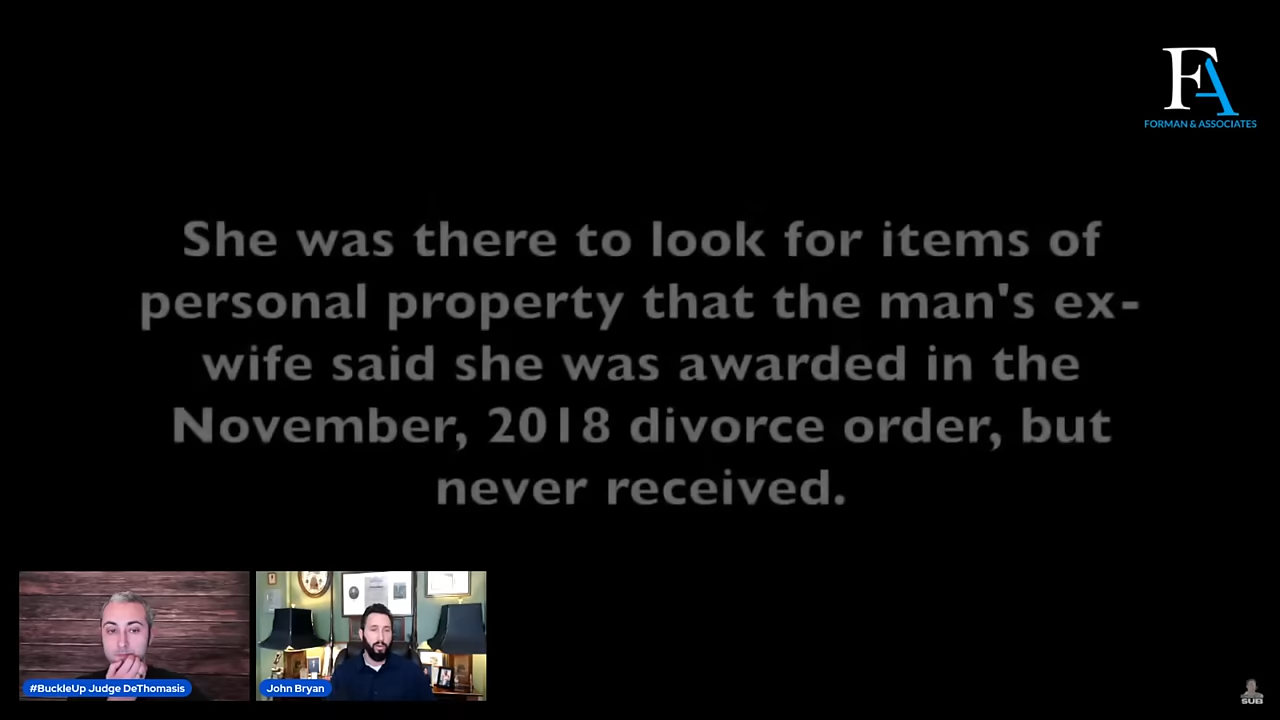 FA
FORMAN & ASSOCIATES
She was there to look for items of
personal property that the man's ex-
wife said she was awarded in the
November, 2018 divorce order, but
never received.
#BuckleUp Judge DeThomasis
John Bryan
SUB